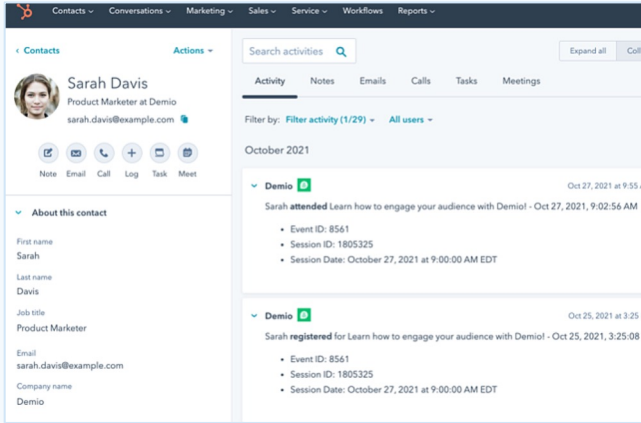 Contacts Conversations Marketing Sales Service Workflows Reports
Contacts
Actions
Sarah Davis
Product Marketer at Demio
sarah.davis@example.com
Note Email Call Log Task Meet
About this contact
First name
Sarah
Last name
Davis
Job title
Product Marketer
Email
sarah.davis@example.com
Company name
Demio
Search activities
Expand all
Coll
Activity Notes Emails Calls Tasks Meetings
Filter by: Filter activity (1/29) All users
October 2021
Demio
Oct 27, 2021 at 9:55
Sarah attended Learn how to engage your audience with Demio! - Oct 27, 2021, 9:02:56 AM
• Event ID: 8561
• Session ID: 1805325
• Session Date: October 27, 2021 at 9:00:00 AM EDT
Demio
Oct 25, 2021 at 3:25
Sarah registered for Learn how to engage your audience with Demio! - Oct 25, 2021, 3:25:08
• Event ID: 8561
• Session ID: 1805325
• Session Date: October 27, 2021 at 9:00:00 AM EDT